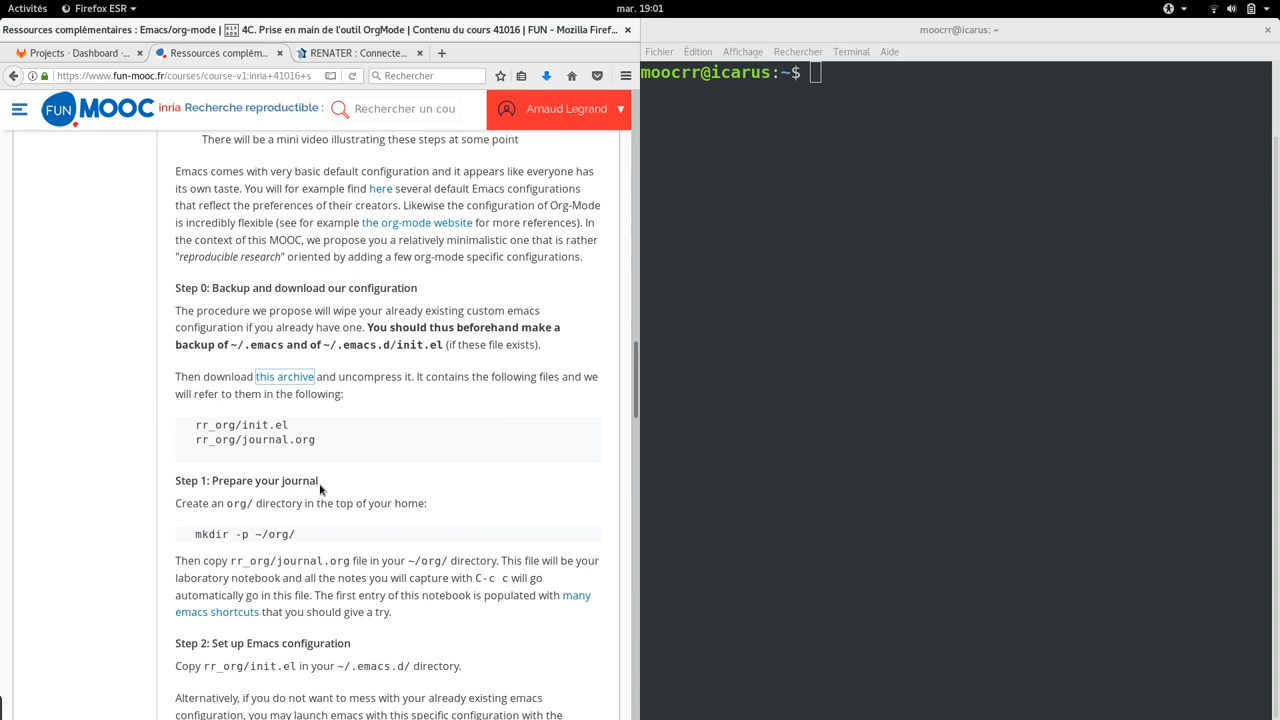 Activités
Firefox ESR
mar. 19:01
Ressources complémentaires : Emacs/org-mode | 4C. Prise en main de l'outil OrgMode | Contenu du cours 41016 | FUN - Mozilla Firef...
moocrr@icarus: ~
Projects · Dashboard ·...
Ressources complém...
RENATER : Connecte...
Fichier Édition Affichage Rechercher Terminal Aide
https://www.fun-mooc.fr/courses/course-v1:inria+41016+s
Rechercher
moocrr@icarus:~$
FUN MOOC
inria Recherche reproductible :
Rechercher un cou
Arnaud Legrand
There will be a mini video illustrating these steps at some point
Emacs comes with very basic default configuration and it appears like everyone has
its own taste. You will for example find here several default Emacs configurations
that reflect the preferences of their creators. Likewise the configuration of Org-Mode
is incredibly flexible (see for example the org-mode website for more references). In
the context of this MOOC, we propose you a relatively minimalistic one that is rather
"reproducible research" oriented by adding a few org-mode specific configurations.
Step 0: Backup and download our configuration
The procedure we propose will wipe your already existing custom emacs
configuration if you already have one. You should thus beforehand make a
backup of ~/.emacs and of ~/.emacs.d/init.el (if these file exists).
Then download this archive and uncompress it. It contains the following files and we
will refer to them in the following:
rr_org/init.el
rr_org/journal.org
Step 1: Prepare your journal
Create an org/ directory in the top of your home:
mkdir -p ~/org/
Then copy rr_org/journal.org file in your ~/org/ directory. This file will be your
laboratory notebook and all the notes you will capture with C-c c will go
automatically go in this file. The first entry of this notebook is populated with many
emacs shortcuts that you should give a try.
Step 2: Set up Emacs configuration
Copy rr_org/init.el in your ~/.emacs.d/ directory.
Alternatively, if you do not want to mess with your already existing emacs
configuration, you may launch emacs with this specific configuration with the